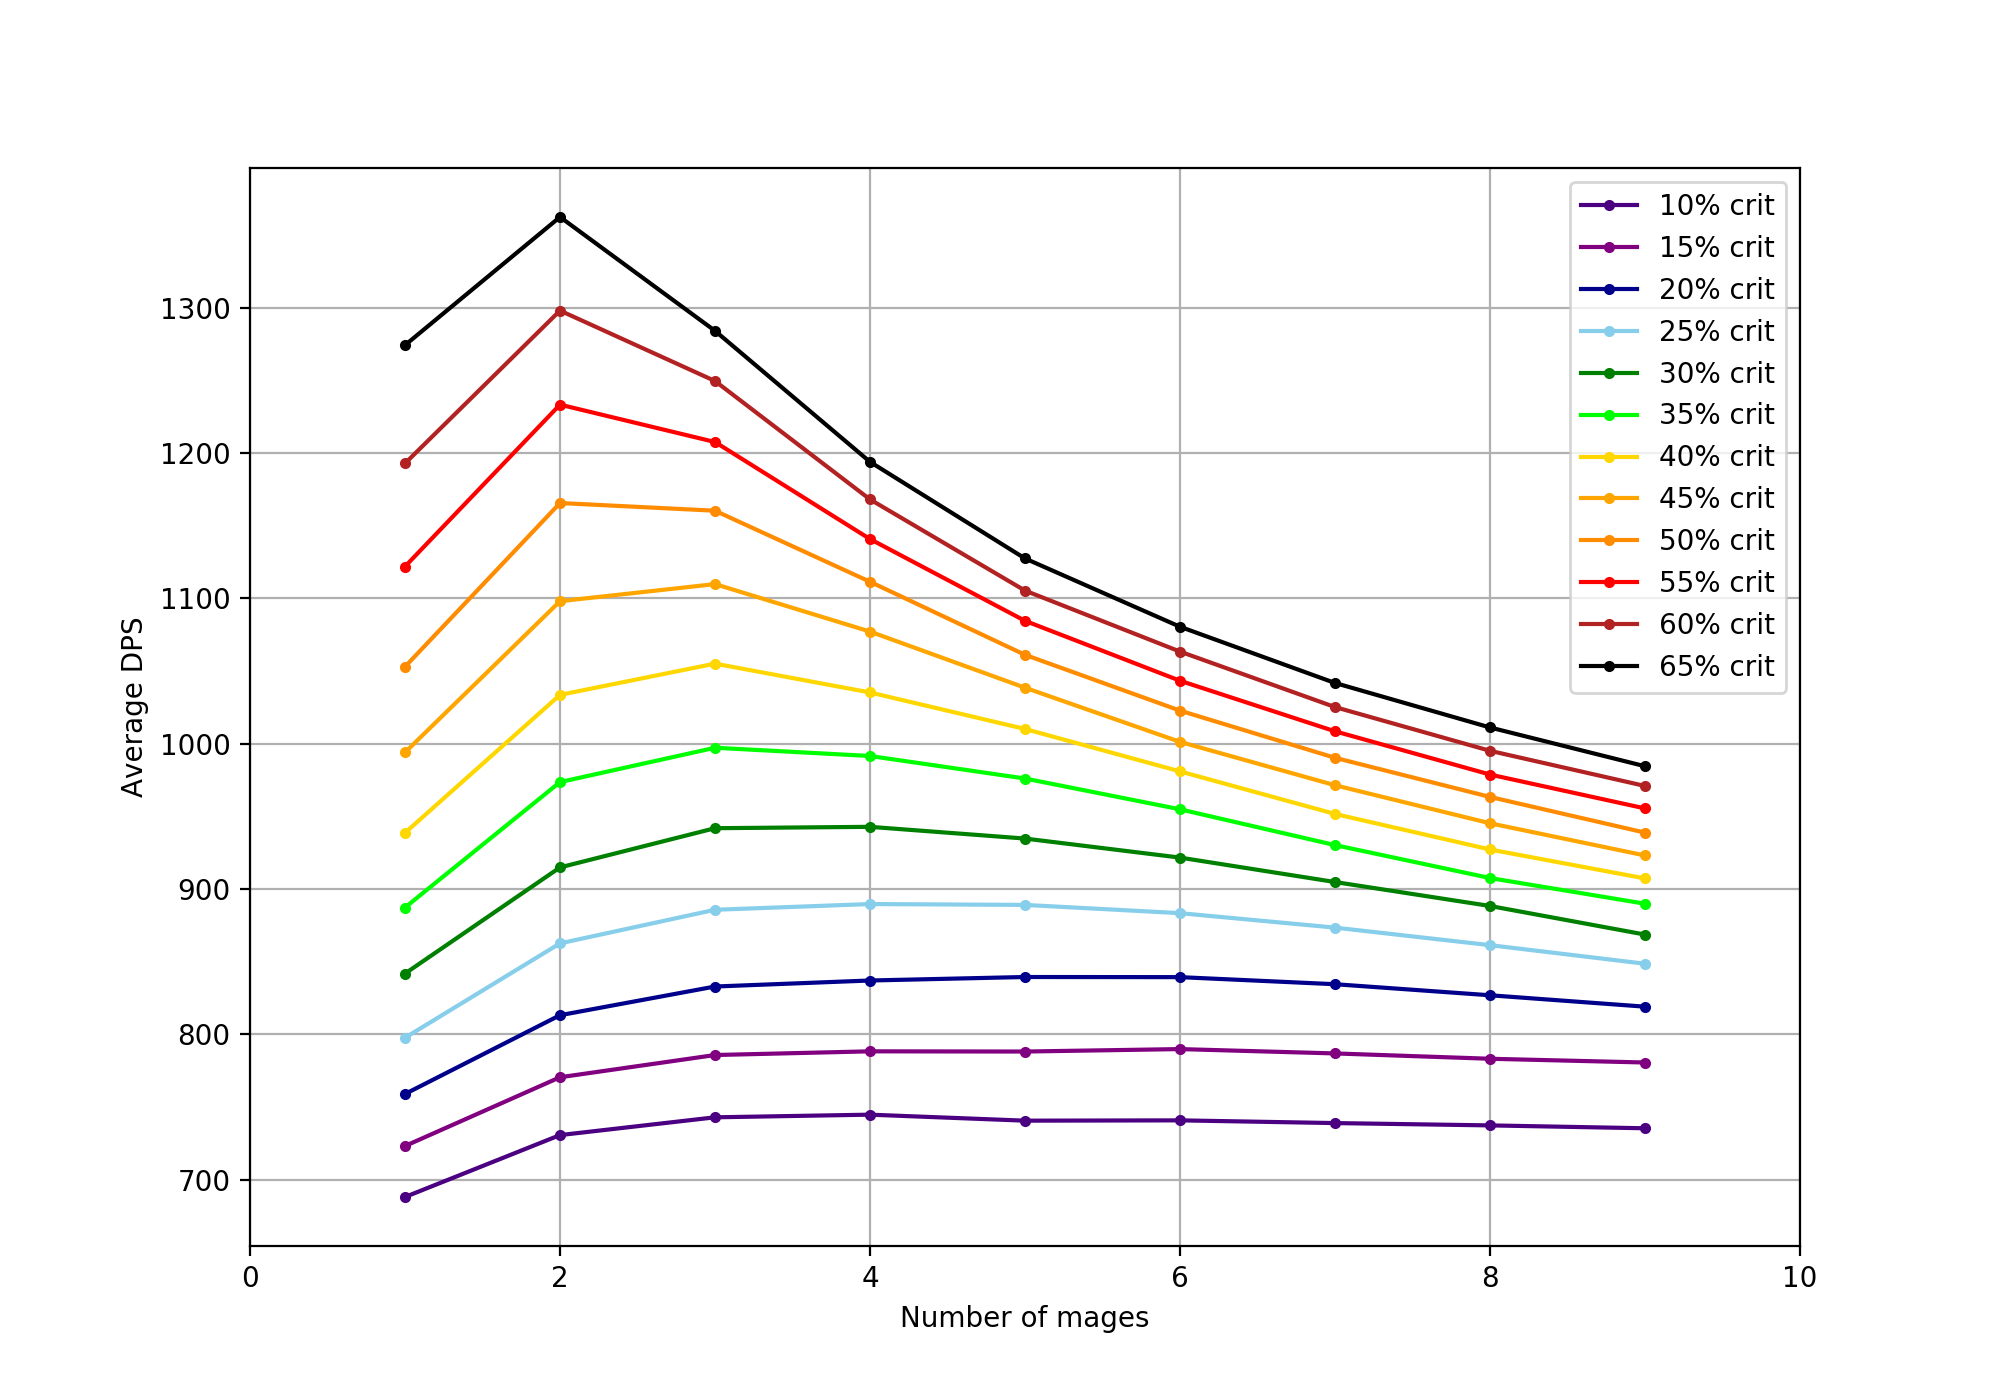 1300
1200
1100
1000
900
800
700
Average DPS
0 2 4 6 8 10
Number of mages
10% crit
15% crit
20% crit
25% crit
30% crit
35% crit
40% crit
45% crit
50% crit
55% crit
60% crit
65% crit